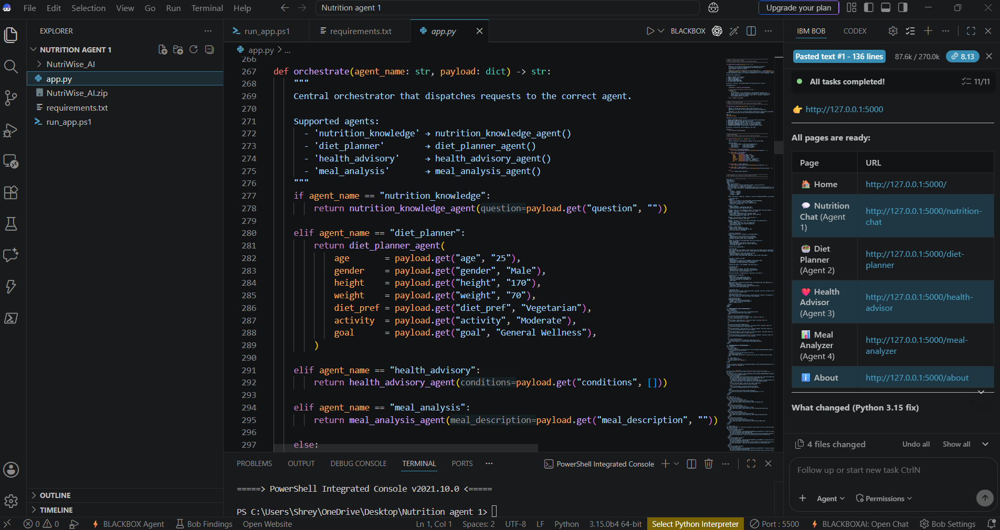 File Edit Selection View Go Run Terminal Help
Nutrition agent 1
Upgrade your plan
EXPLORER
NUTRITION AGENT 1
NutriWise_AI
app.py
NutriWise_AI.zip
requirements.txt
run_app.ps1
OUTLINE
TIMELINE
run_app.ps1 requirements.txt app.py
BLACKBOX
app.py > ...
266
267 def orchestrate(agent_name: str, payload: dict) -> str:
268 """
269 Central orchestrator that dispatches requests to the correct agent.
270
271 Supported agents:
272 - 'nutrition_knowledge' → nutrition_knowledge_agent()
273 - 'diet_planner' → diet_planner_agent()
274 - 'health_advisory' → health_advisory_agent()
275 - 'meal_analysis' → meal_analysis_agent()
276 """
277 if agent_name == "nutrition_knowledge":
278 return nutrition_knowledge_agent(question=payload.get("question", ""))
279
280 elif agent_name == "diet_planner":
281 return diet_planner_agent(
282 age = payload.get("age", "25"),
283 gender = payload.get("gender", "Male"),
284 height = payload.get("height", "170"),
285 weight = payload.get("weight", "70"),
286 diet_pref = payload.get("diet_pref", "Vegetarian"),
287 activity = payload.get("activity", "Moderate"),
288 goal = payload.get("goal", "General Wellness"),
289 )
290
291 elif agent_name == "health_advisory":
292 return health_advisory_agent(conditions=payload.get("conditions", []))
293
294 elif agent_name == "meal_analysis":
295 return meal_analysis_agent(meal_description=payload.get("meal_description", ""))
296
297 else:
PROBLEMS OUTPUT DEBUG CONSOLE TERMINAL PORTS ...
PowerShell Integrated Console
=====> PowerShell Integrated Console v2021.10.0 <=====
PS C:\Users\Shrey\OneDrive\Desktop\Nutrition agent 1>
IBM BOB CODEX
Pasted text #1 - 136 lines 87.6k / 270.0k 8.13
All tasks completed! 11/11
http://127.0.0.1:5000
All pages are ready:
Page URL
Home http://127.0.0.1:5000/
Nutrition Chat (Agent 1) http://127.0.0.1:5000/nutrition-chat
Diet Planner (Agent 2) http://127.0.0.1:5000/diet-planner
Health Advisor (Agent 3) http://127.0.0.1:5000/health-advisor
Meal Analyzer (Agent 4) http://127.0.0.1:5000/meal-analyzer
About http://127.0.0.1:5000/about
What changed (Python 3.15 fix)
4 files changed Undo all Show all
Follow up or start new task CtrlN
Agent Permissions
0 0 BLACKBOX Agent Bob Findings Open Website Ln 1, Col 1 Spaces: 2 UTF-8 LF Python 3.15.0b4 64-bit Select Python Interpreter Port : 5500 BLACKBOXAI: Open Chat Bob Settings